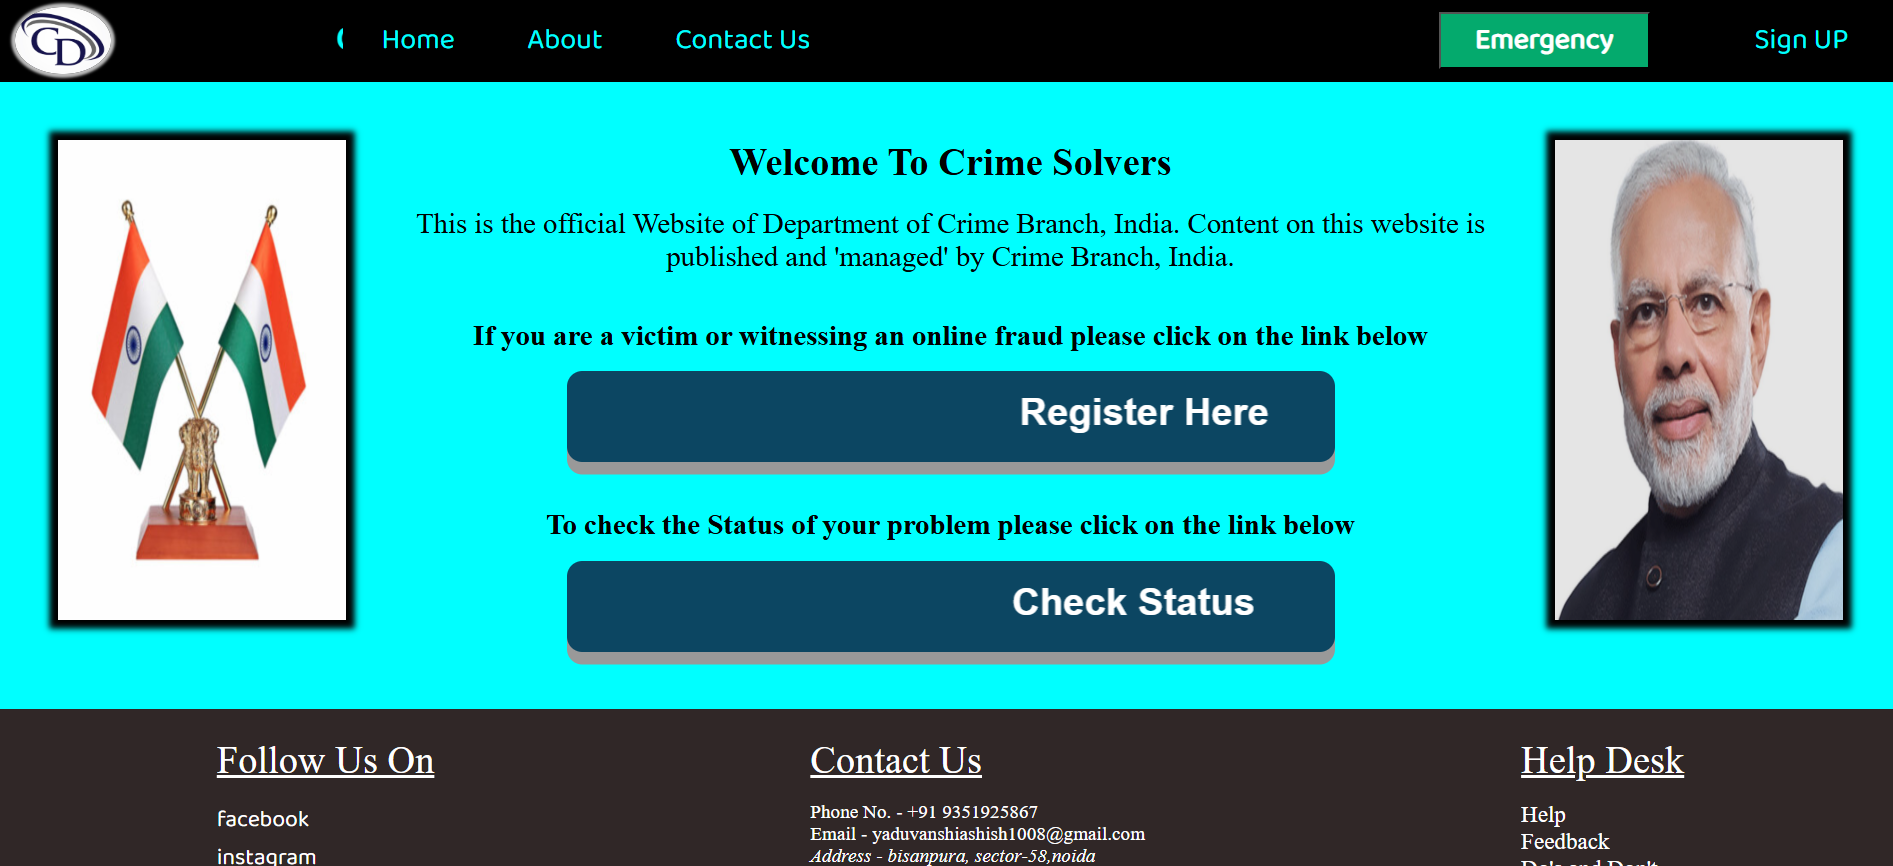 CD
Home
About
Contact Us
Emergency
Sign UP
Welcome To Crime Solvers
This is the official Website of Department of Crime Branch, India. Content on this website is
published and 'managed' by Crime Branch, India.
If you are a victim or witnessing an online fraud please click on the link below
Register Here
To check the Status of your problem please click on the link below
Check Status
Follow Us On
facebook
instagram
Contact Us
Phone No. - +91 9351925867
Email - yaduvanshiashish1008@gmail.com
Address - bisanpura, sector-58,noida
Help Desk
Help
Feedback
Do's and Don't